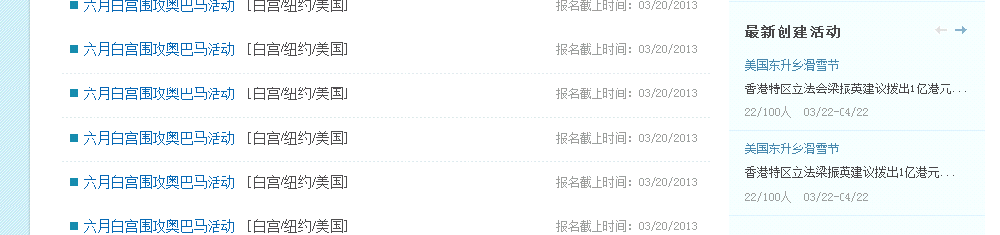 六月白宫围攻奥巴马活动 [白宫/纽约/美国] 报名截止时间：03/20/2013
六月白宫围攻奥巴马活动 [白宫/纽约/美国] 报名截止时间：03/20/2013
六月白宫围攻奥巴马活动 [白宫/纽约/美国] 报名截止时间：03/20/2013
六月白宫围攻奥巴马活动 [白宫/纽约/美国] 报名截止时间：03/20/2013
六月白宫围攻奥巴马活动 [白宫/纽约/美国] 报名截止时间：03/20/2013
六月白宫围攻奥巴马活动 [白宫/纽约/美国] 报名截止时间：03/20/2013
最新创建活动
美国东升乡滑雪节
香港特区立法会梁振英建议拨出1亿港元...
22/100人 03/22-04/22
美国东升乡滑雪节
香港特区立法梁振英建议拨出1亿港元...
22/100人 03/22-04/22